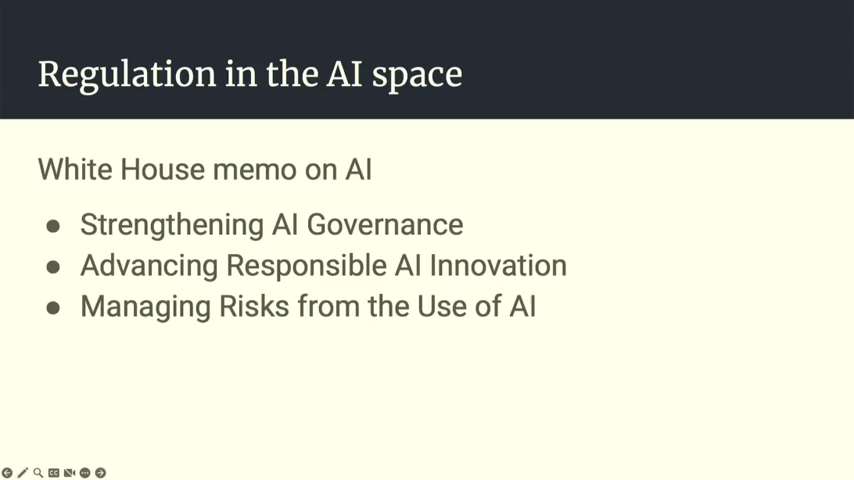 Regulation in the AI space
White House memo on AI
● Strengthening AI Governance
● Advancing Responsible AI Innovation
● Managing Risks from the Use of AI